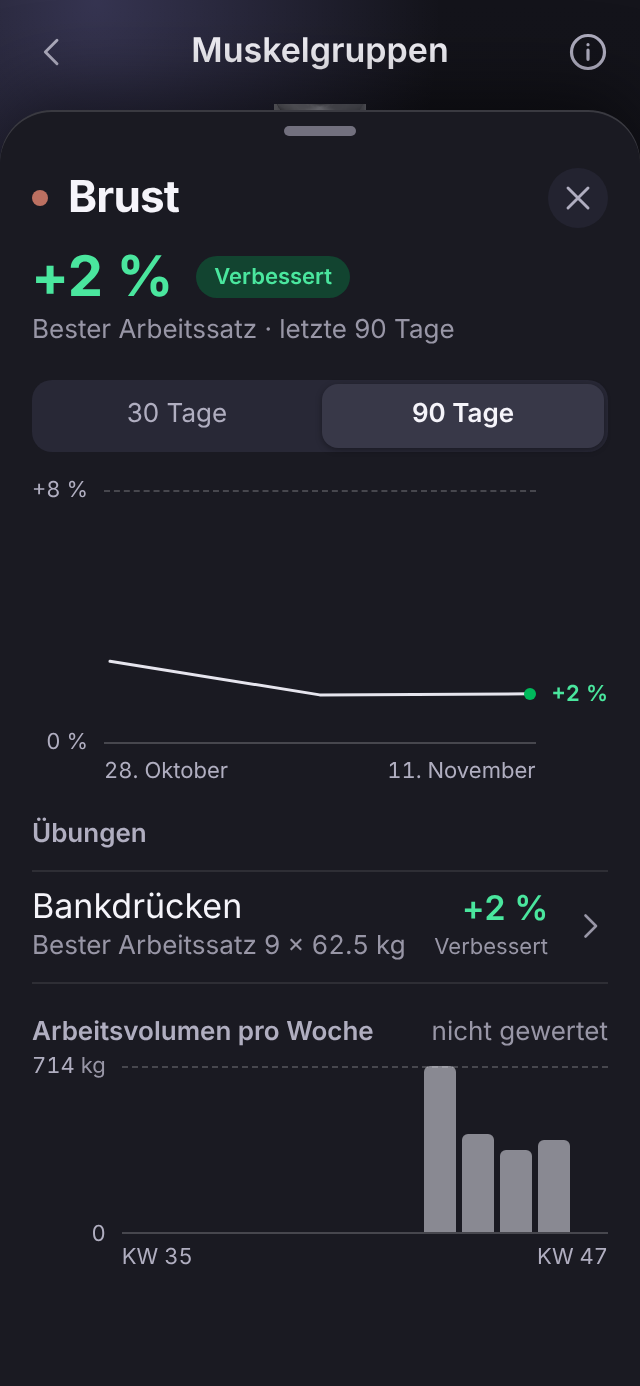 Muskelgruppen
Brust
+2 %
Verbessert
Bester Arbeitssatz · letzte 90 Tage
30 Tage
90 Tage
+8 %
+2 %
0 %
28. Oktober
11. November
Übungen
Bankdrücken
+2 %
Bester Arbeitssatz 9 × 62.5 kg
Verbessert
Arbeitsvolumen pro Woche
nicht gewertet
714 kg
0
KW 35
KW 47